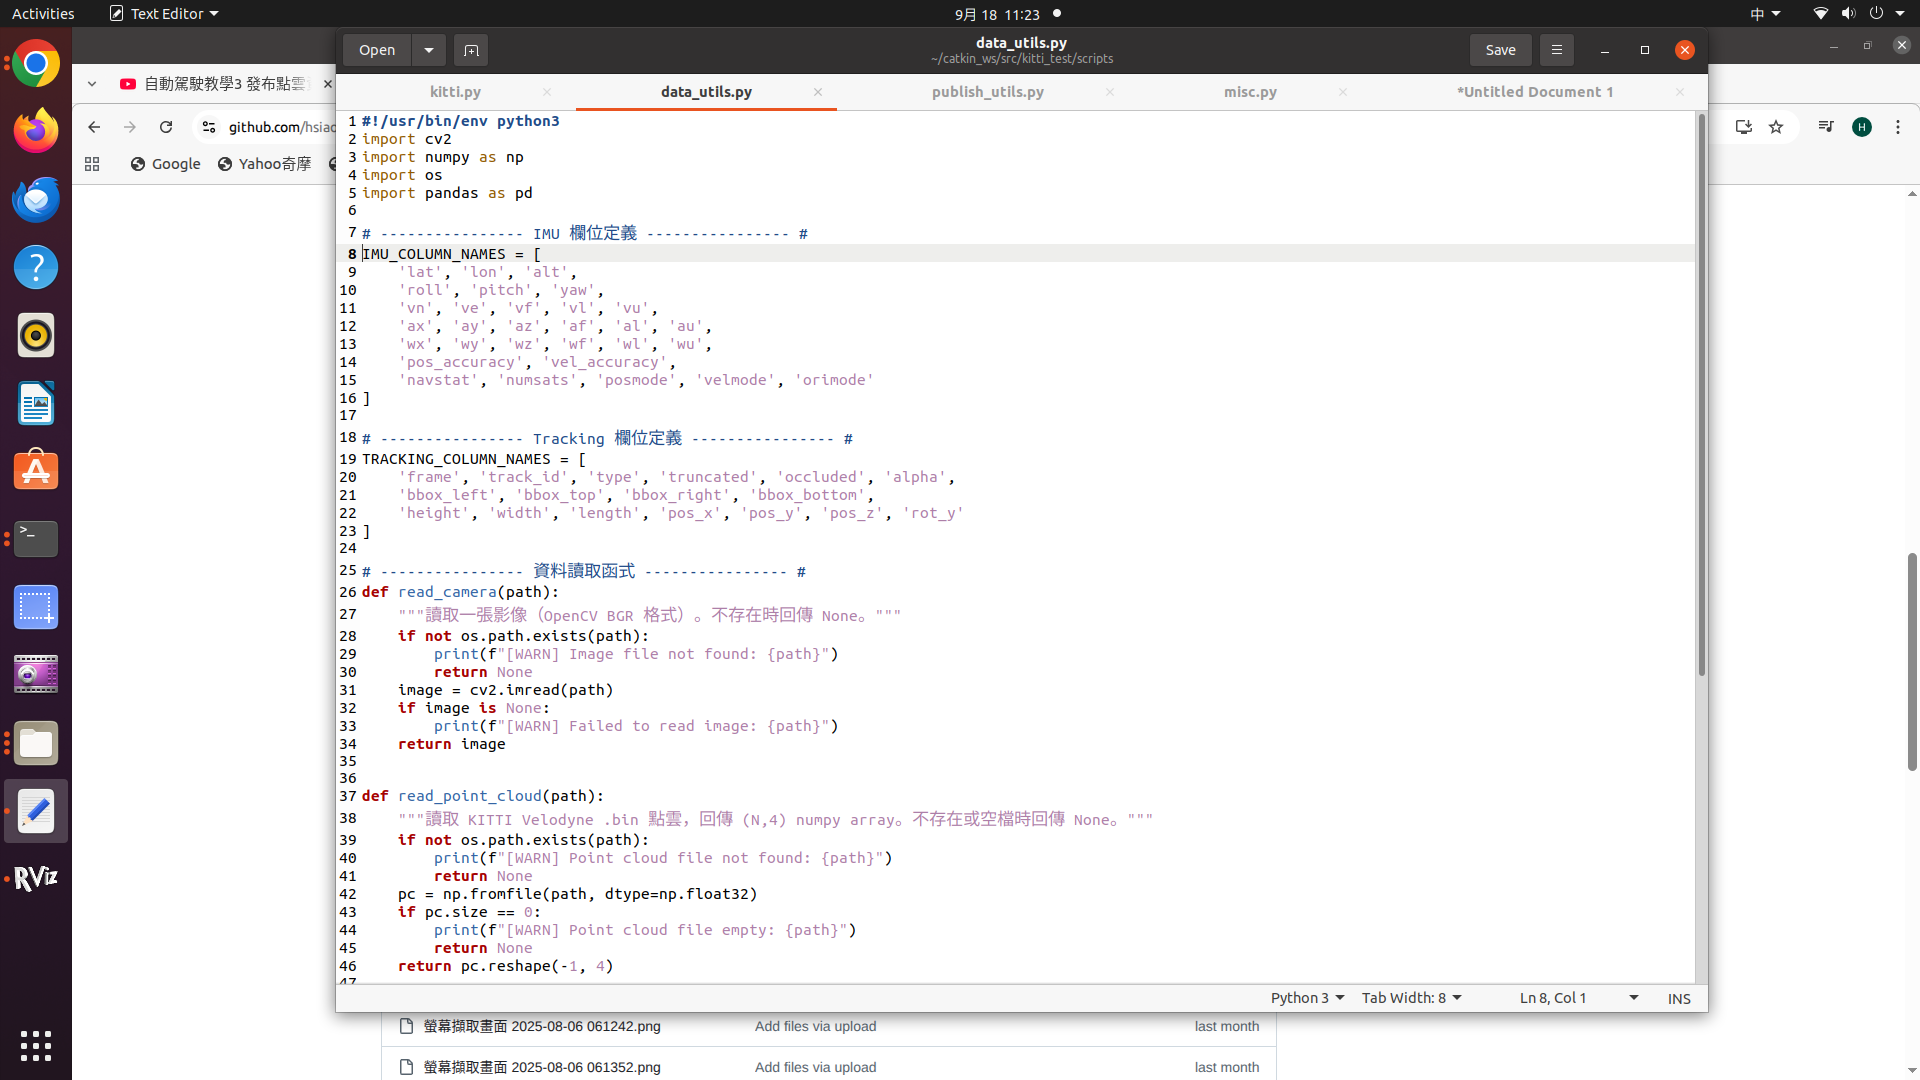 Activities
Text Editor
9月 18 11:23
中
Open
data_utils.py
~/catkin_ws/src/kitti_test/scripts
Save
自動駕駛教學3 發布點雲
kitti.py
data_utils.py
publish_utils.py
misc.py
*Untitled Document 1
github.com/hsiao
H
Google
Yahoo奇摩
1 #!/usr/bin/env python3
2 import cv2
3 import numpy as np
4 import os
5 import pandas as pd
6
7 # ---------------- IMU 欄位定義 ---------------- #
8 IMU_COLUMN_NAMES = [
9     'lat', 'lon', 'alt',
10     'roll', 'pitch', 'yaw',
11     'vn', 've', 'vf', 'vl', 'vu',
12     'ax', 'ay', 'az', 'af', 'al', 'au',
13     'wx', 'wy', 'wz', 'wf', 'wl', 'wu',
14     'pos_accuracy', 'vel_accuracy',
15     'navstat', 'numsats', 'posmode', 'velmode', 'orimode'
16 ]
17
18 # ---------------- Tracking 欄位定義 ---------------- #
19 TRACKING_COLUMN_NAMES = [
20     'frame', 'track_id', 'type', 'truncated', 'occluded', 'alpha',
21     'bbox_left', 'bbox_top', 'bbox_right', 'bbox_bottom',
22     'height', 'width', 'length', 'pos_x', 'pos_y', 'pos_z', 'rot_y'
23 ]
24
25 # ---------------- 資料讀取函式 ---------------- #
26 def read_camera(path):
27     """讀取一張影像（OpenCV BGR 格式）。不存在時回傳 None。"""
28     if not os.path.exists(path):
29         print(f"[WARN] Image file not found: {path}")
30         return None
31     image = cv2.imread(path)
32     if image is None:
33         print(f"[WARN] Failed to read image: {path}")
34     return image
35
36
37 def read_point_cloud(path):
38     """讀取 KITTI Velodyne .bin 點雲，回傳 (N,4) numpy array。不存在或空檔時回傳 None。"""
39     if not os.path.exists(path):
40         print(f"[WARN] Point cloud file not found: {path}")
41         return None
42     pc = np.fromfile(path, dtype=np.float32)
43     if pc.size == 0:
44         print(f"[WARN] Point cloud file empty: {path}")
45         return None
46     return pc.reshape(-1, 4)
47
RViz
Python 3
Tab Width: 8
Ln 8, Col 1
INS
螢幕擷取畫面 2025-08-06 061242.png
Add files via upload
last month
螢幕擷取畫面 2025-08-06 061352.png
Add files via upload
last month